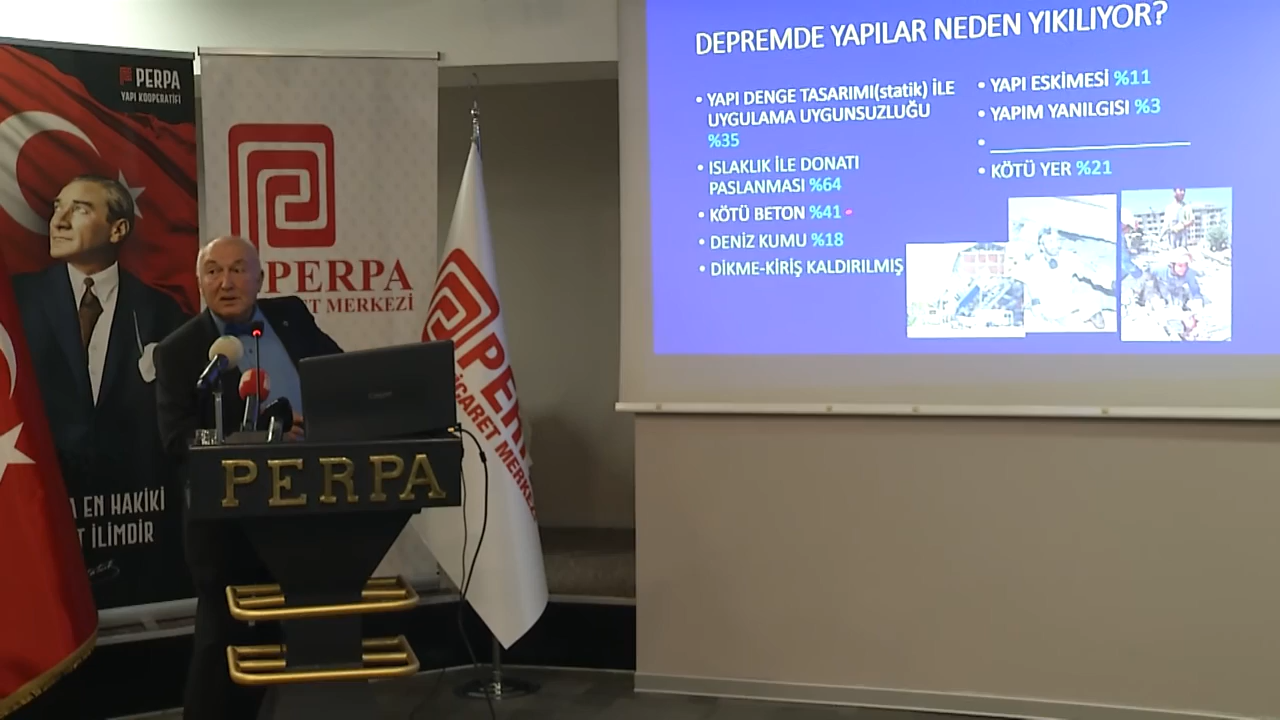 PERPA
YAPI KOOPERATİFİ
EN HAKİKİ
İLİMDİR
PERPA
MERKEZİ
PERPA
TİCARET MERKEZİ
PERPA
DEPREMDE YAPILAR NEDEN YIKILIYOR?
• YAPI DENGE TASARIMI(statik) İLE
UYGULAMA UYGUNSUZLUĞU
%35
• ISLAKLIK İLE DONATI
PASLANMASI %64
• KÖTÜ BETON %41
• DENİZ KUMU %18
• DİKME-KİRİŞ KALDIRILMIŞ
• YAPI ESKİMESİ %11
• YAPIM YANILGISI %3
• ____________________
• KÖTÜ YER %21